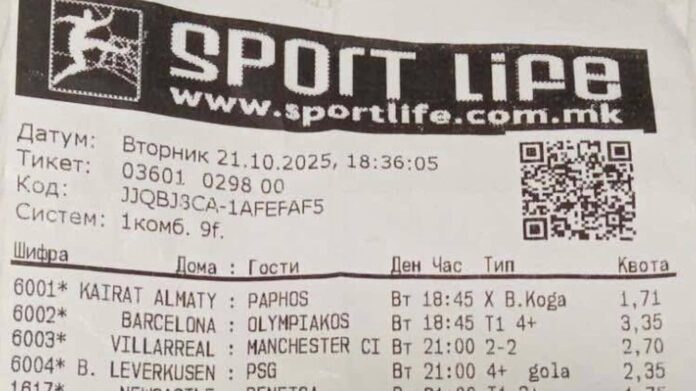 SPORT LIFE
www.sportlife.com.mk
Датум: Вторник 21.10.2025, 18:36:05
Тикет: 03601 0298 00
Код: JJQBJ3CA-1AFEFAF5
Систем: 1комб. 9f.
Шифра Дома : Гости Ден Час Тип Квота
6001* KAIRAT ALMATY : PAPHOS Вт 18:45 X B.Koga 1,71
6002* BARCELONA : OLYMPIAKOS Вт 18:45 T1 4+ 3,35
6003* VILLARREAL : MANCHESTER CI Вт 21:00 2-2 2,70
6004* B. LEVERKUSEN : PSG Вт 21:00 4+ gola 2,35